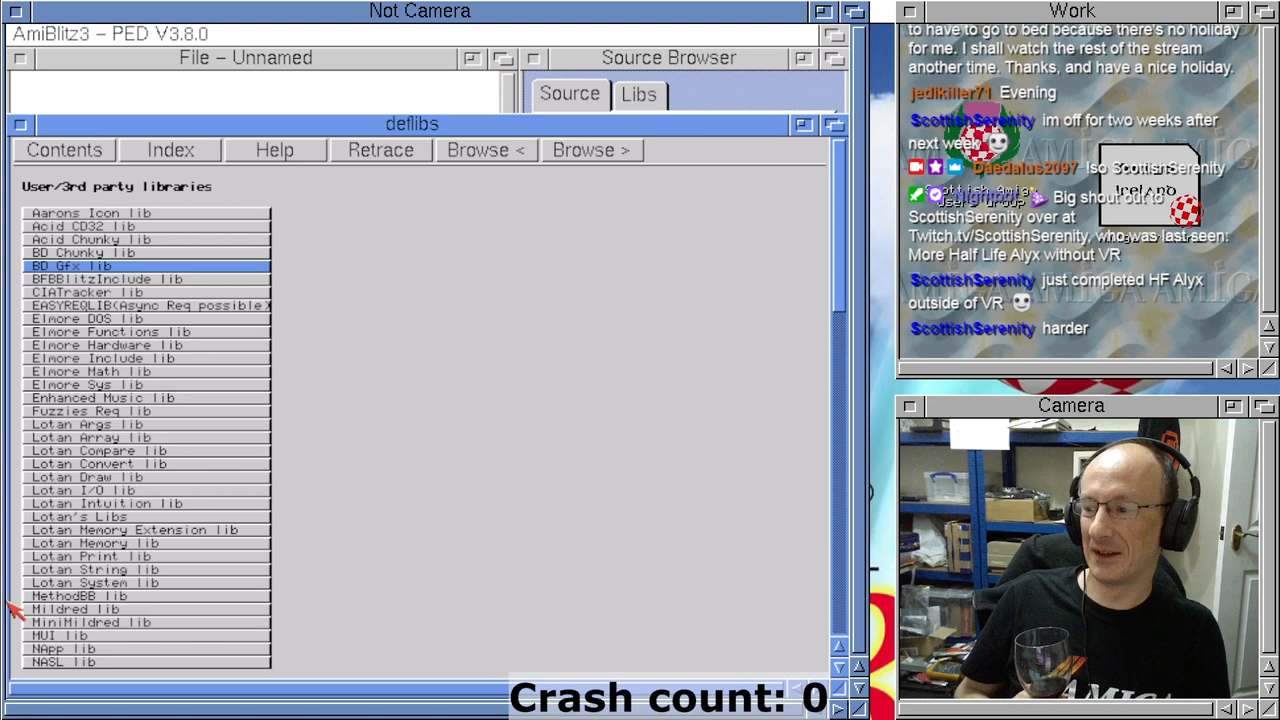 Not Camera
AmiBlitz3 – PED V3.8.0
File – Unnamed
Source Browser
Source
Libs
deflibs
Contents
Index
Help
Retrace
Browse <
Browse >
User/3rd party libraries
Aarons Icon lib
Acid CD32 lib
Acid Chunky lib
BD Chunky lib
BD Gfx lib
BFBBlitzInclude lib
CIATracker lib
EASYREQLIB(Async Req possible)
Elmore DOS lib
Elmore Functions lib
Elmore Hardware lib
Elmore Include lib
Elmore Math lib
Elmore Sys lib
Enhanced Music lib
Fuzzies Req lib
Lotan Args lib
Lotan Array lib
Lotan Compare lib
Lotan Convert lib
Lotan Draw lib
Lotan I/O lib
Lotan Intuition lib
Lotan's Libs
Lotan Memory Extension lib
Lotan Memory lib
Lotan Print lib
Lotan String lib
Lotan System lib
MethodBB lib
Mildred lib
MiniMildred lib
MUI lib
NApp lib
NASL lib
Crash count: 0
Work
to have to go to bed because there's no holiday
for me. I shall watch the rest of the stream
another time. Thanks, and have a nice holiday.
jedikiller71 Evening
ScottishSerenity im off for two weeks after
next week
Daedalus2097 !so ScottishSerenity
Nightbot Big shout out to
ScottishSerenity over at
Twitch.tv/ScottishSerenity, who was last seen:
More Half Life Alyx without VR
ScottishSerenity just completed HF Alyx
outside of VR
ScottishSerenity harder
Scottish Amiga
Users Group
Ireland
Camera
AMIGA